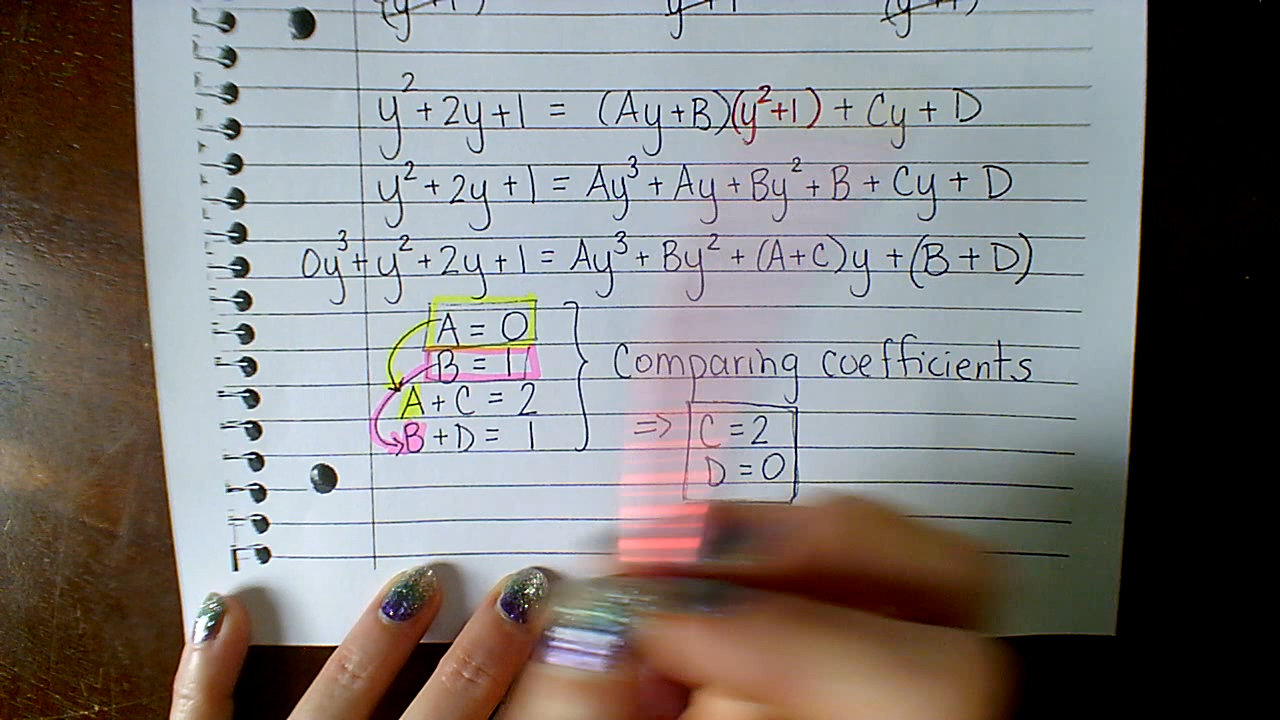 y² + 2y + 1 = (Ay + B)(y² + 1) + Cy + D
y² + 2y + 1 = Ay³ + Ay + By² + B + Cy + D
0y³ + y² + 2y + 1 = Ay³ + By² + (A + C)y + (B + D)
A = 0
B = 1
A + C = 2
B + D = 1
Comparing coefficients
=> C = 2
D = 0